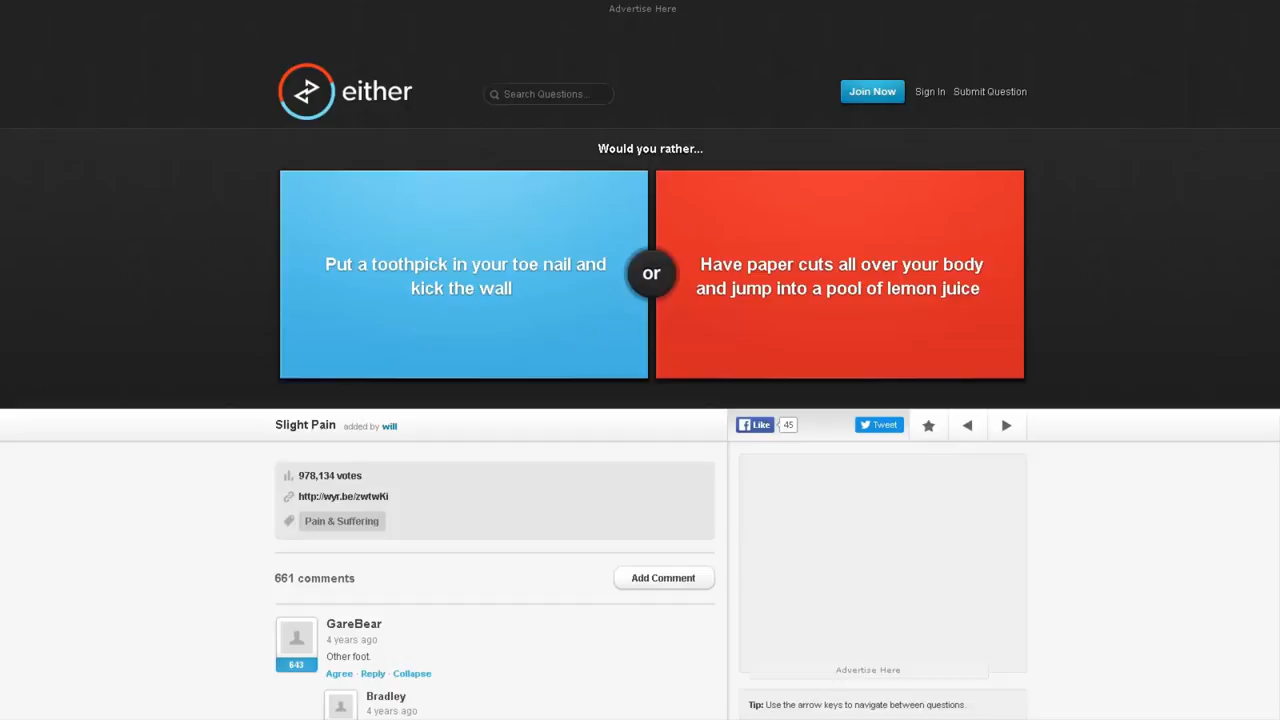 Advertise Here
either
Search Questions...
Join Now
Sign In
Submit Question
Would you rather...
Put a toothpick in your toe nail and
kick the wall
or
Have paper cuts all over your body
and jump into a pool of lemon juice
Slight Pain added by will
Like
45
Tweet
978,134 votes
http://wyr.be/zwtwKi
Pain & Suffering
661 comments
Add Comment
GareBear
4 years ago
Other foot.
643
Agree · Reply · Collapse
Bradley
4 years ago
Advertise Here
Tip: Use the arrow keys to navigate between questions.